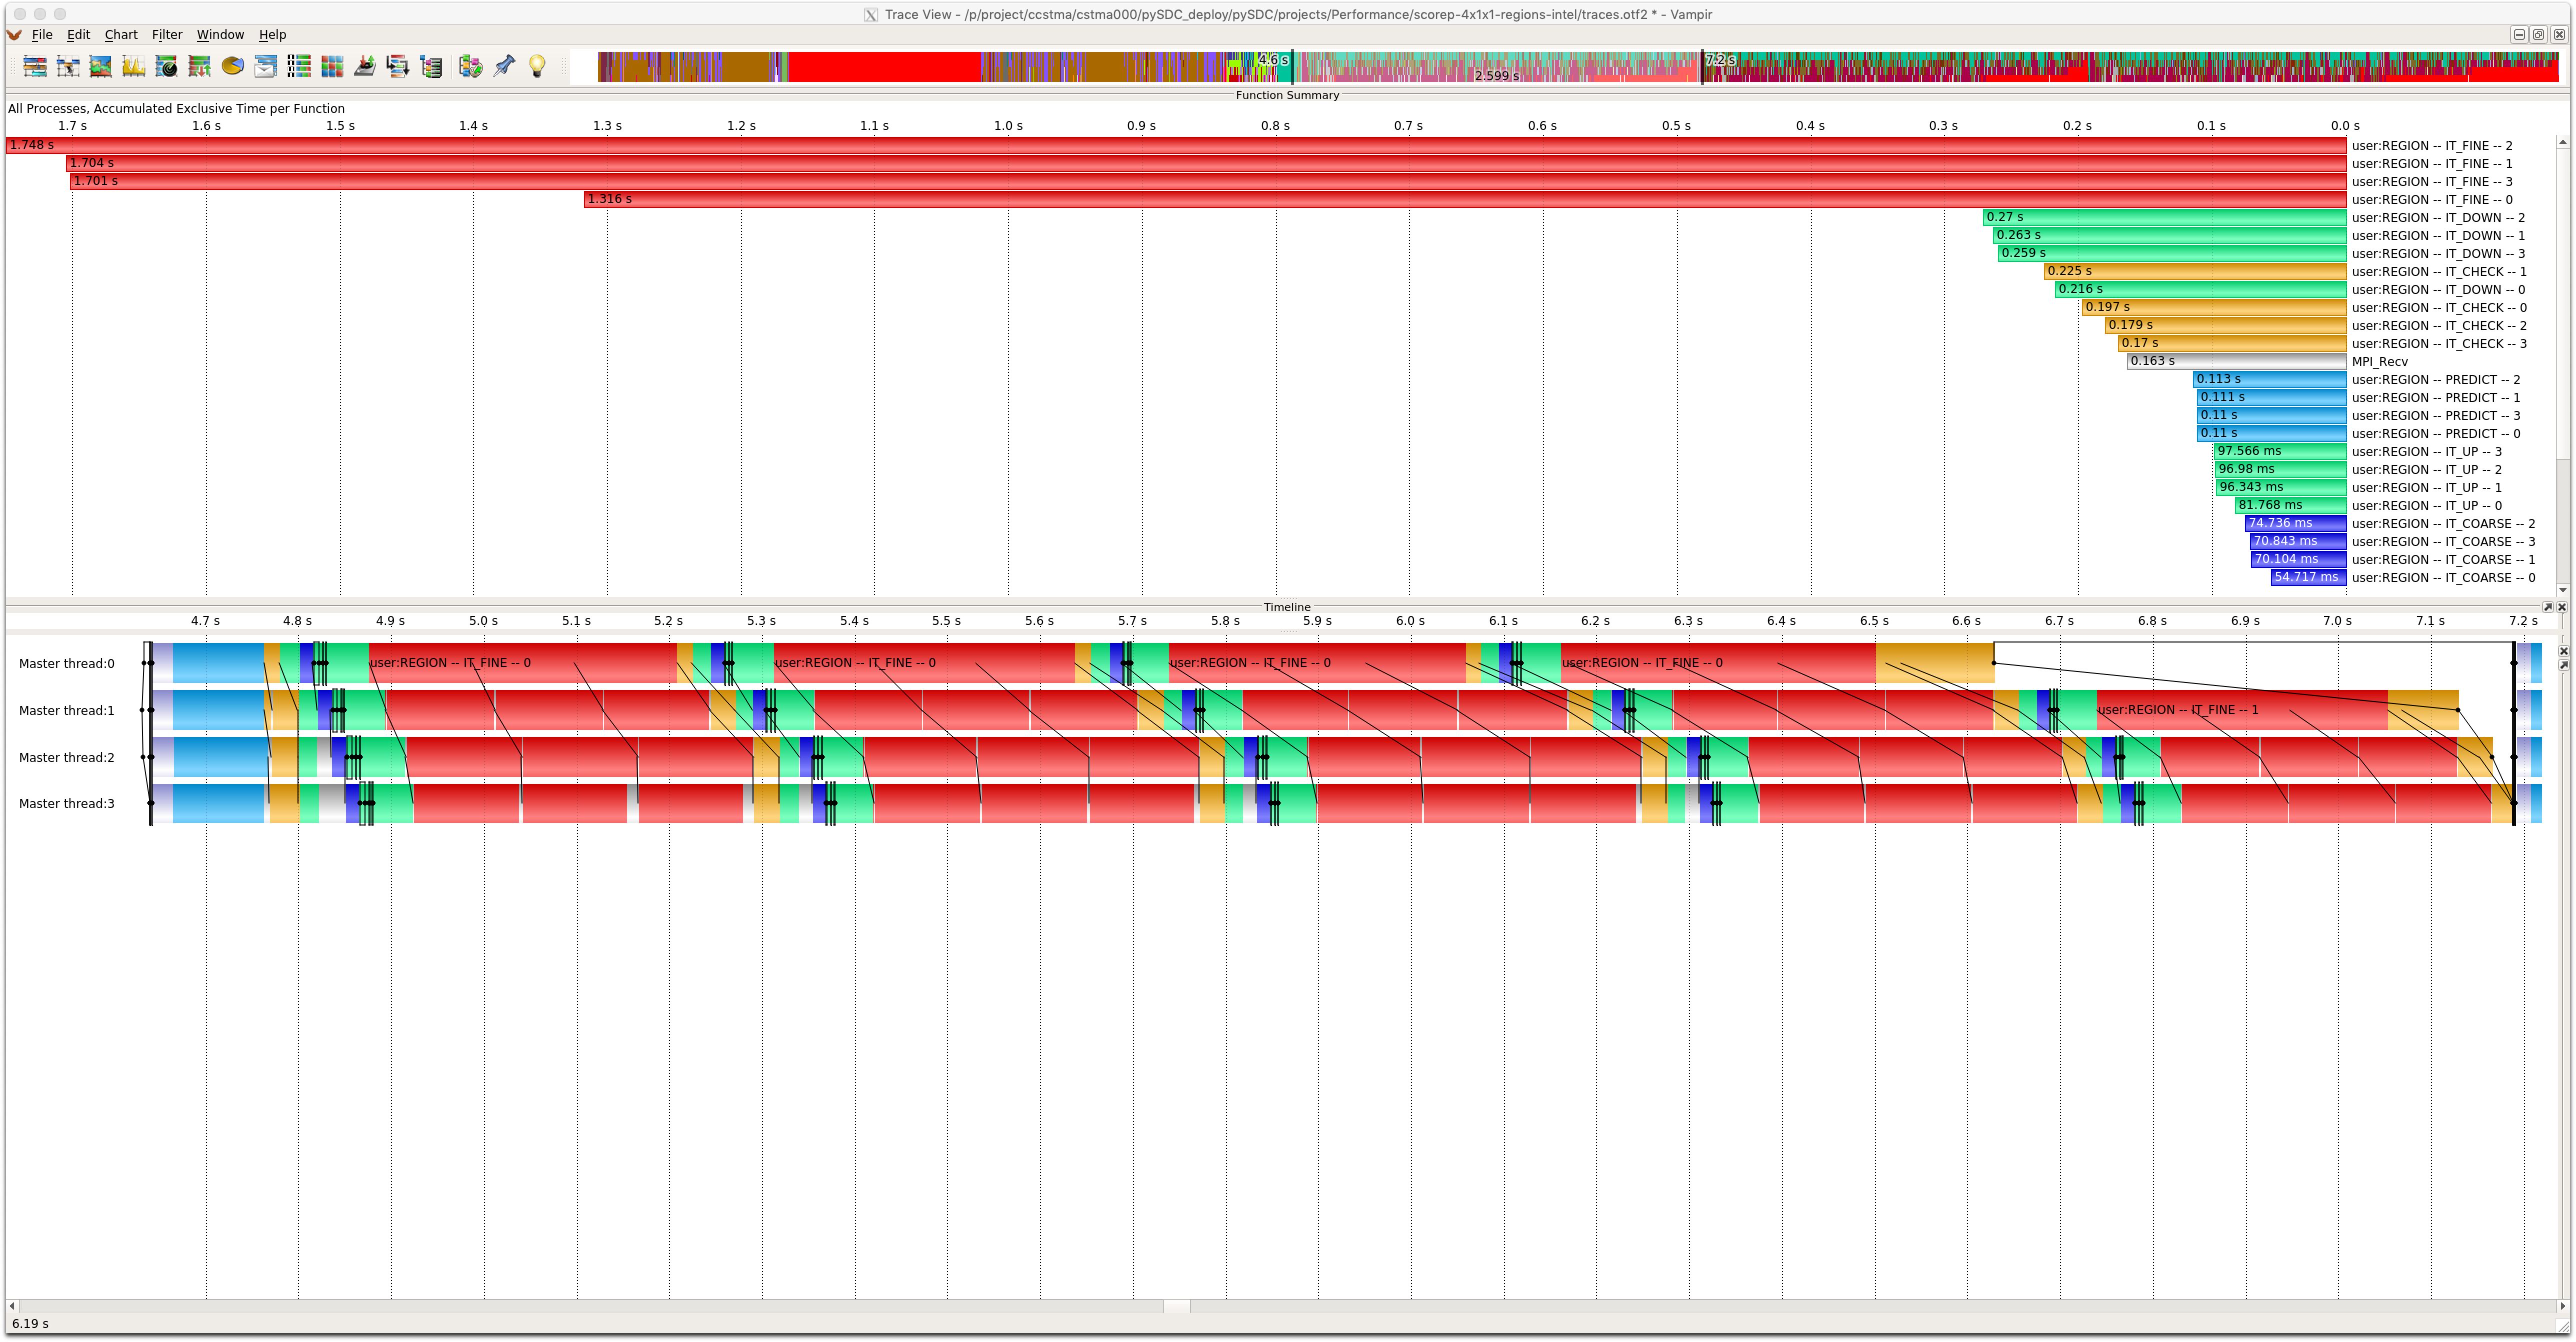 Trace View - /p/project/ccstma/cstma000/pySDC_deploy/pySDC/projects/Performance/scorep-4x1x1-regions-intel/traces.otf2 * - Vampir
File Edit Chart Filter Window Help
4.6 s 7.2 s
2.599 s
Function Summary
All Processes, Accumulated Exclusive Time per Function
1.7 s 1.6 s 1.5 s 1.4 s 1.3 s 1.2 s 1.1 s 1.0 s 0.9 s 0.8 s 0.7 s 0.6 s 0.5 s 0.4 s 0.3 s 0.2 s 0.1 s 0.0 s
1.748 s user:REGION -- IT_FINE -- 2
1.704 s user:REGION -- IT_FINE -- 1
1.701 s user:REGION -- IT_FINE -- 3
1.316 s user:REGION -- IT_FINE -- 0
0.27 s user:REGION -- IT_DOWN -- 2
0.263 s user:REGION -- IT_DOWN -- 1
0.259 s user:REGION -- IT_DOWN -- 3
0.225 s user:REGION -- IT_CHECK -- 1
0.216 s user:REGION -- IT_DOWN -- 0
0.197 s user:REGION -- IT_CHECK -- 0
0.179 s user:REGION -- IT_CHECK -- 2
0.17 s user:REGION -- IT_CHECK -- 3
0.163 s MPI_Recv
0.113 s user:REGION -- PREDICT -- 2
0.111 s user:REGION -- PREDICT -- 1
0.11 s user:REGION -- PREDICT -- 3
0.11 s user:REGION -- PREDICT -- 0
97.566 ms user:REGION -- IT_UP -- 3
96.98 ms user:REGION -- IT_UP -- 2
96.343 ms user:REGION -- IT_UP -- 1
81.768 ms user:REGION -- IT_UP -- 0
74.736 ms user:REGION -- IT_COARSE -- 2
70.843 ms user:REGION -- IT_COARSE -- 3
70.104 ms user:REGION -- IT_COARSE -- 1
54.717 ms user:REGION -- IT_COARSE -- 0
Timeline
4.7 s 4.8 s 4.9 s 5.0 s 5.1 s 5.2 s 5.3 s 5.4 s 5.5 s 5.6 s 5.7 s 5.8 s 5.9 s 6.0 s 6.1 s 6.2 s 6.3 s 6.4 s 6.5 s 6.6 s 6.7 s 6.8 s 6.9 s 7.0 s 7.1 s 7.2 s
Master thread:0 user:REGION -- IT_FINE -- 0 user:REGION -- IT_FINE -- 0 user:REGION -- IT_FINE -- 0 user:REGION -- IT_FINE -- 0
Master thread:1 user:REGION -- IT_FINE -- 1
Master thread:2
Master thread:3
6.19 s